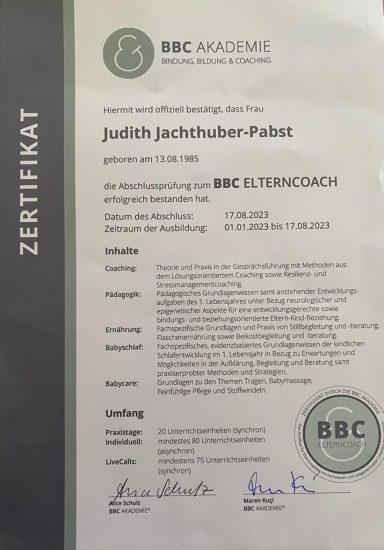 ZERTIFIKAT
&
BBC AKADEMIE
BINDUNG, BILDUNG & COACHING
Hiermit wird offiziell bestätigt, dass Frau
Judith Jachthuber-Pabst
geboren am 13.08.1985
die Abschlussprüfung zum BBC ELTERNCOACH
erfolgreich bestanden hat.
Datum des Abschluss: 17.08.2023
Zeitraum der Ausbildung: 01.01.2023 bis 17.08.2023
Inhalte
Coaching: Theorie und Praxis in der Gesprächsführung mit Methoden aus
dem Lösungsorientiertem Coaching sowie Resilienz- und
Stressmanagementcoaching.
Pädagogik: Pädagogisches Grundlagenwissen samt anstehender Entwicklungs-
aufgaben des 1. Lebensjahres unter Bezug neurologischer und
epigenetischer Aspekte für eine entwicklungsgerechte sowie
bindungs- und beziehungsorientierte Eltern-Kind-Beziehung.
Ernährung: Fachspezifische Grundlagen und Praxis von Stillbegleitung und -beratung,
Flaschenernährung sowie Beikostbegleitung und -beratung.
Babyschlaf: Fachspezifisches, evidenzbasiertes Grundlagenwissen der kindlichen
Schlafentwicklung im 1. Lebensjahr in Bezug zu Erwartungen und
Möglichkeiten in der Aufklärung, Begleitung und Beratung samt
praxiserprobter Methoden und Strategien.
Babycare: Grundlagen zu den Themen Tragen, Babymassage,
Feinfühlige Pflege und Stoffwindeln.
Umfang
Praxistage: 20 Unterrichtseinheiten (synchron)
Individuell: mindestens 80 Unterrichtseinheiten
(asynchron)
LiveCalls: mindestens 75 Unterrichtseinheiten
(synchron)
ZERTIFIZIERT DURCH DIE BBC AKADEMIE
BBC
ELTERNCOACH
Alice Schulz
Alice Schulz
BBC AKADEMIE®
Maren Kuçi
BBC AKADEMIE®